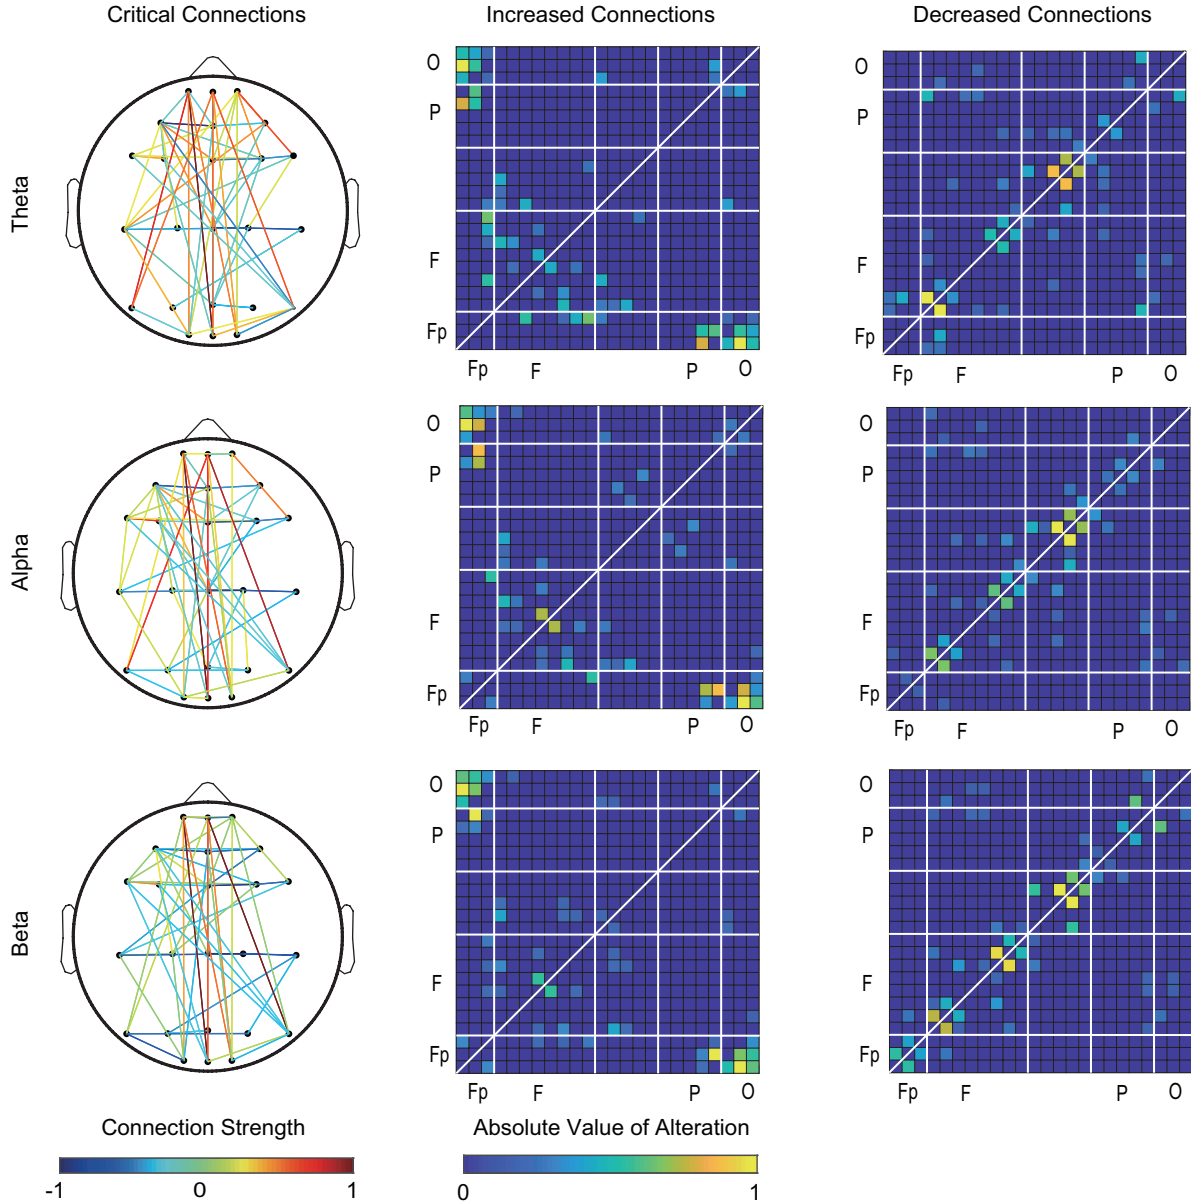 Critical Connections Increased Connections Decreased Connections
Theta
O
P
F
Fp
Fp F P O
O
P
F
Fp
Fp F P O
Alpha
O
P
F
Fp
Fp F P O
O
P
F
Fp
Fp F P O
Beta
O
P
F
Fp
Fp F P O
O
P
F
Fp
Fp F P O
Connection Strength
-1 0 1
Absolute Value of Alteration
0 1